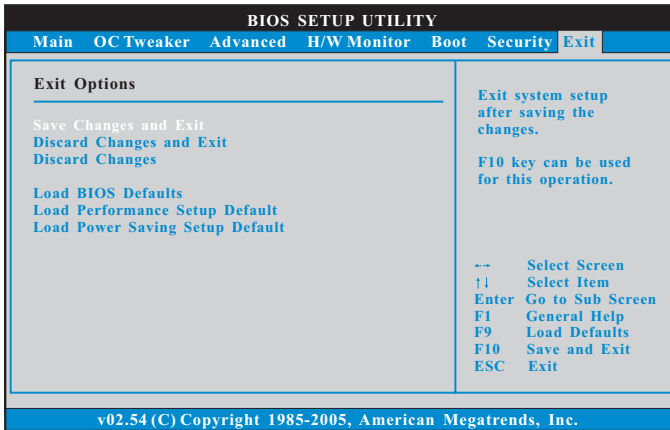 BIOS SETUP UTILITY
Main OC Tweaker Advanced H/W Monitor Boot Security Exit
Exit Options
Save Changes and Exit
Discard Changes and Exit
Discard Changes
Load BIOS Defaults
Load Performance Setup Default
Load Power Saving Setup Default
Exit system setup
after saving the
changes.
F10 key can be used
for this operation.
←→ Select Screen
↑↓ Select Item
Enter Go to Sub Screen
F1 General Help
F9 Load Defaults
F10 Save and Exit
ESC Exit
v02.54 (C) Copyright 1985-2005, American Megatrends, Inc.